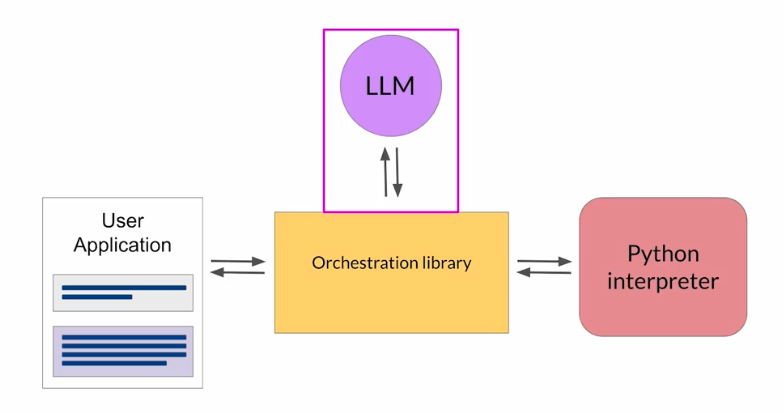 LLM
User
Application
Orchestration library
Python
interpreter